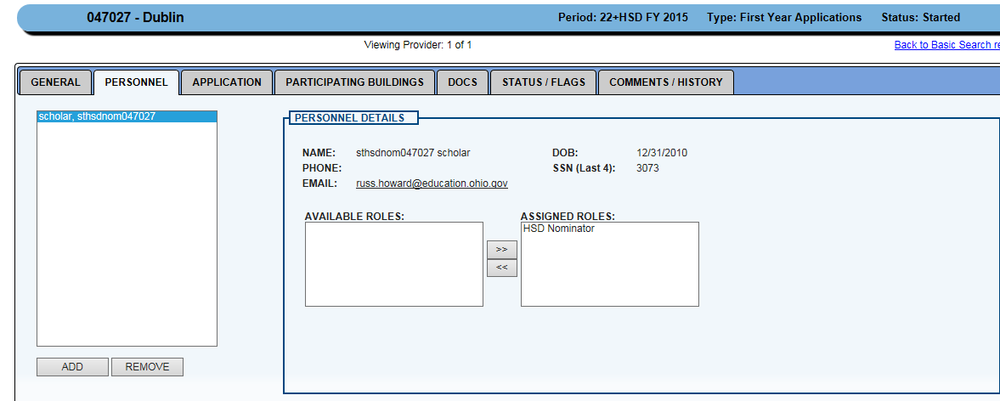 047027 - Dublin Period: 22+HSD FY 2015 Type: First Year Applications Status: Started
Viewing Provider: 1 of 1 Back to Basic Search re
GENERAL PERSONNEL APPLICATION PARTICIPATING BUILDINGS DOCS STATUS / FLAGS COMMENTS / HISTORY
scholar, sthsdnom047027
PERSONNEL DETAILS
NAME: sthsdnom047027 scholar DOB: 12/31/2010
PHONE: SSN (Last 4): 3073
EMAIL: russ.howard@education.ohio.gov
AVAILABLE ROLES: ASSIGNED ROLES:
HSD Nominator
>>
<<
ADD REMOVE